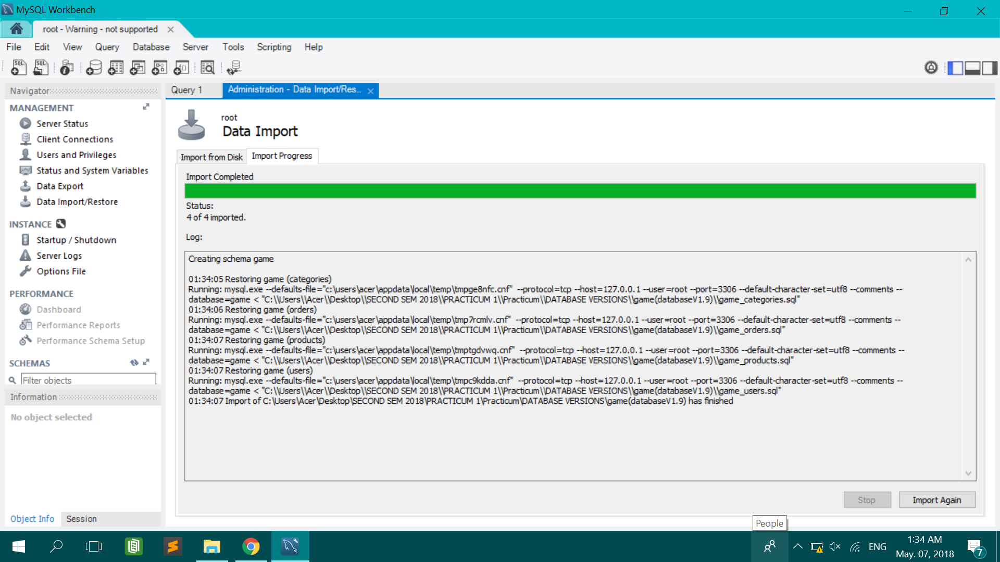 MySQL Workbench
root - Warning - not supported
File Edit View Query Database Server Tools Scripting Help
Navigator
MANAGEMENT
Server Status
Client Connections
Users and Privileges
Status and System Variables
Data Export
Data Import/Restore
INSTANCE
Startup / Shutdown
Server Logs
Options File
PERFORMANCE
Dashboard
Performance Reports
Performance Schema Setup
SCHEMAS
Filter objects
Information
No object selected
Object Info Session
Query 1 Administration - Data Import/Res...
root
Data Import
Import from Disk Import Progress
Import Completed
Status:
4 of 4 imported.
Log:
Creating schema game
01:34:05 Restoring game (categories)
Running: mysql.exe --defaults-file="c:\users\acer\appdata\local\temp\tmpge8nfc.cnf" --protocol=tcp --host=127.0.0.1 --user=root --port=3306 --default-character-set=utf8 --comments --
database=game < "C:\\Users\\Acer\\Desktop\\SECOND SEM 2018\\PRACTICUM 1\\Practicum\\DATABASE VERSIONS\\game(databaseV1.9)\\game_categories.sql"
01:34:06 Restoring game (orders)
Running: mysql.exe --defaults-file="c:\users\acer\appdata\local\temp\tmp7rcmlv.cnf" --protocol=tcp --host=127.0.0.1 --user=root --port=3306 --default-character-set=utf8 --comments --
database=game < "C:\\Users\\Acer\\Desktop\\SECOND SEM 2018\\PRACTICUM 1\\Practicum\\DATABASE VERSIONS\\game(databaseV1.9)\\game_orders.sql"
01:34:07 Restoring game (products)
Running: mysql.exe --defaults-file="c:\users\acer\appdata\local\temp\tmptgdvwq.cnf" --protocol=tcp --host=127.0.0.1 --user=root --port=3306 --default-character-set=utf8 --comments --
database=game < "C:\\Users\\Acer\\Desktop\\SECOND SEM 2018\\PRACTICUM 1\\Practicum\\DATABASE VERSIONS\\game(databaseV1.9)\\game_products.sql"
01:34:07 Restoring game (users)
Running: mysql.exe --defaults-file="c:\users\acer\appdata\local\temp\tmpc9kdda.cnf" --protocol=tcp --host=127.0.0.1 --user=root --port=3306 --default-character-set=utf8 --comments --
database=game < "C:\\Users\\Acer\\Desktop\\SECOND SEM 2018\\PRACTICUM 1\\Practicum\\DATABASE VERSIONS\\game(databaseV1.9)\\game_users.sql"
01:34:07 Import of C:\Users\Acer\Desktop\SECOND SEM 2018\PRACTICUM 1\Practicum\DATABASE VERSIONS\game(databaseV1.9) has finished
Stop Import Again
People
ENG
1:34 AM
May. 07, 2018
7